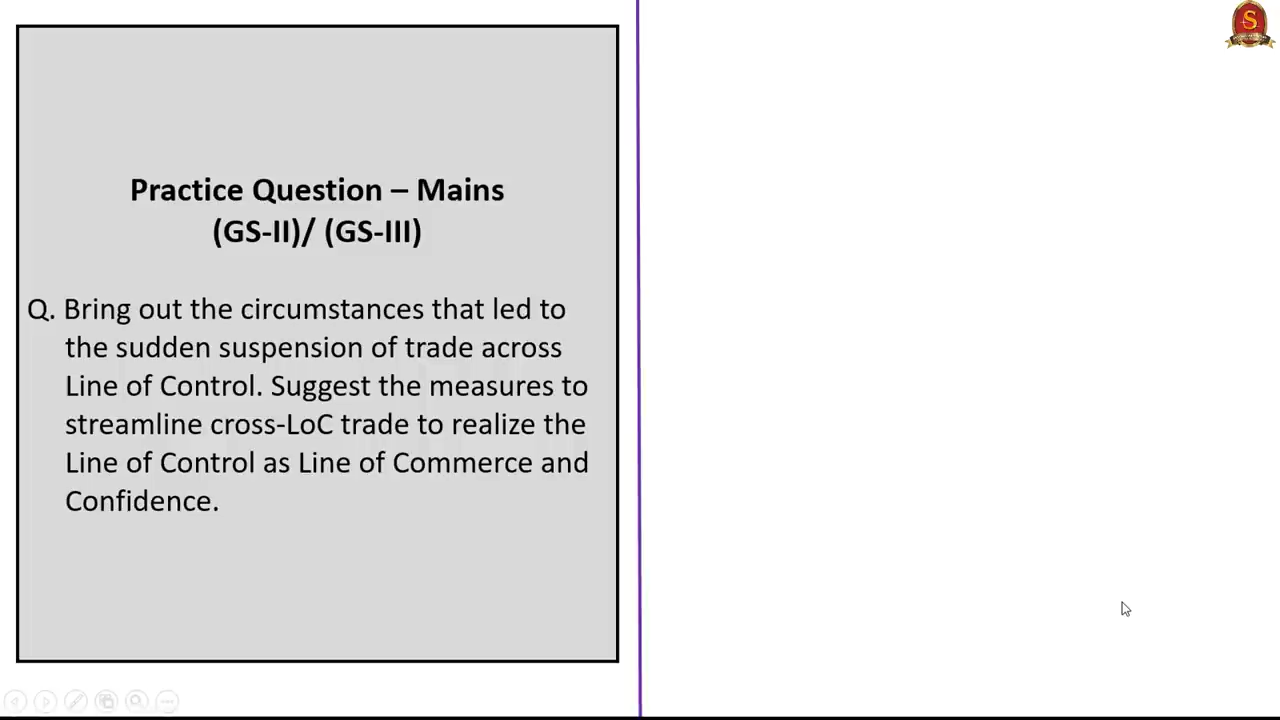 Practice Question – Mains
(GS-II)/ (GS-III)
Q. Bring out the circumstances that led to
the sudden suspension of trade across
Line of Control. Suggest the measures to
streamline cross-LoC trade to realize the
Line of Control as Line of Commerce and
Confidence.
S